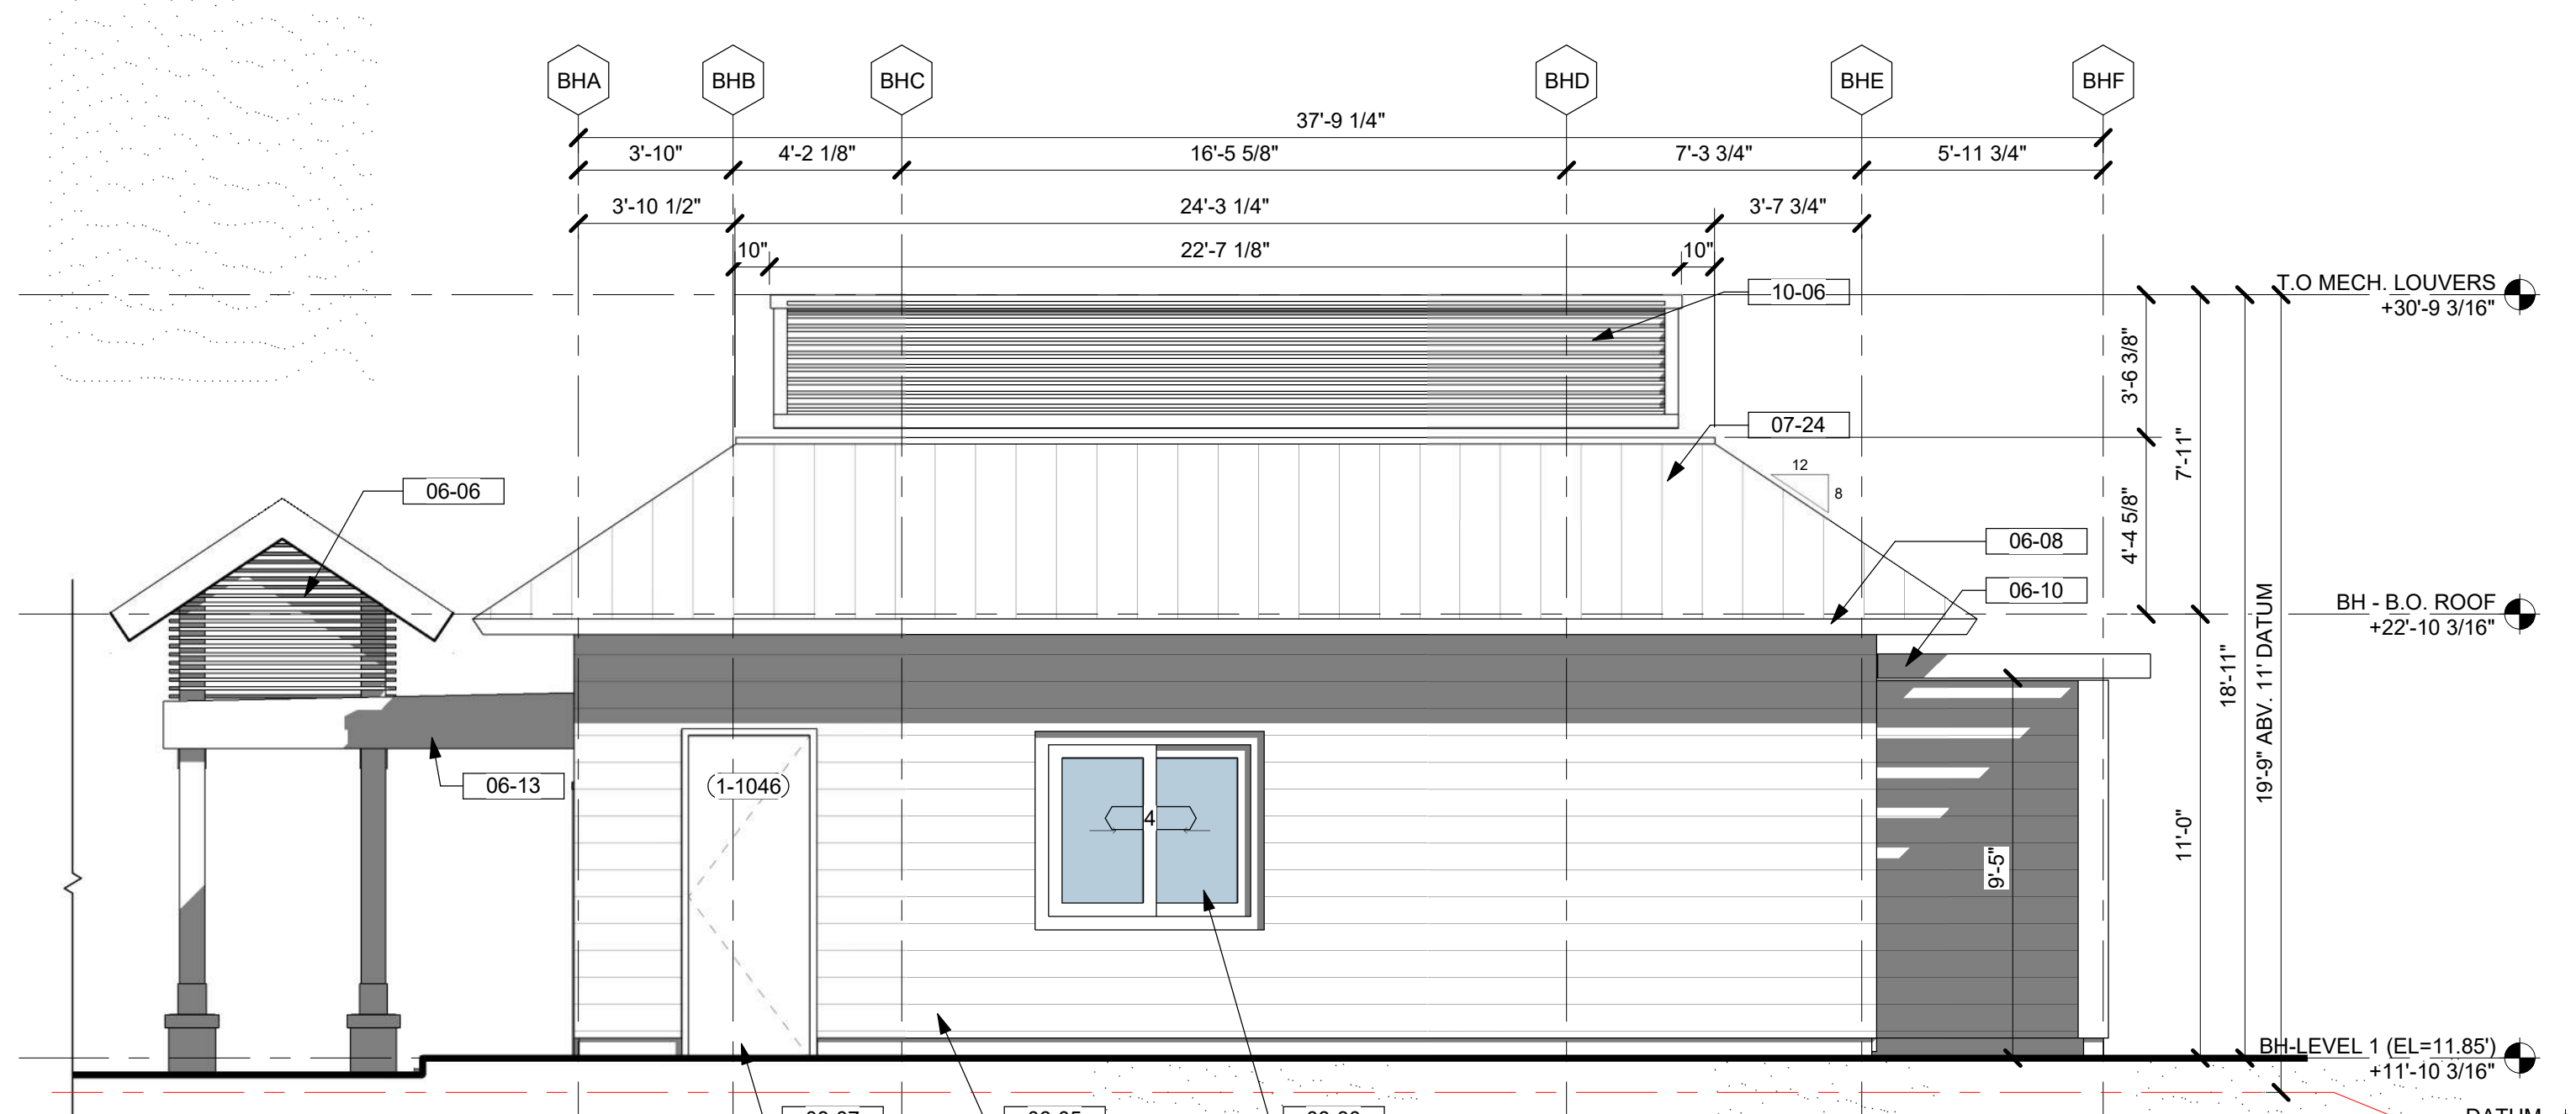 BHA
BHB
BHC
BHD
BHE
BHF
37'-9 1/4"
3'-10"
4'-2 1/8"
16'-5 5/8"
7'-3 3/4"
5'-11 3/4"
3'-10 1/2"
24'-3 1/4"
3'-7 3/4"
10"
22'-7 1/8"
10"
T.O MECH. LOUVERS
+30'-9 3/16"
10-06
3'-6 3/8"
07-24
7'-11"
12
8
06-06
4'-4 5/8"
06-08
06-10
BH - B.O. ROOF
+22'-10 3/16"
18'-11"
19'-9" ABV. 11' DATUM
06-13
1-1046
4
11'-0"
9'-5"
BH-LEVEL 1 (EL=11.85')
+11'-10 3/16"
DATUM